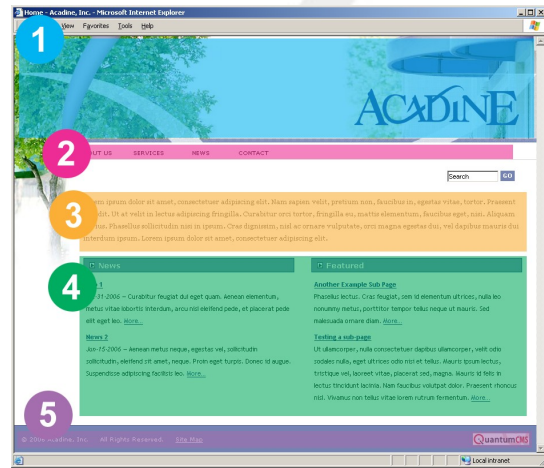 Home - Acadine, Inc. - Microsoft Internet Explorer
View Favorites Tools Help
1
ACADINE
2
OUT US SERVICES NEWS CONTACT
Search GO
3
ipsum dolor sit amet, consectetuer adipiscing elit. Nam sapien velit, pretium non, faucibus in, egestas vitae, tortor. Praesent
elit. Ut at velit in lectus adipiscing fringilla. Curabitur orci tortor, fringilla eu, mattis elementum, faucibus eget, nisi. Aliquam
Phasellus sollicitudin nisi in ipsum. Cras dignissim, nisl ac ornare vulputate, orci magna egestas dui, vel dapibus mauris dui
interdum ipsum. Lorem ipsum dolor sit amet, consectetuer adipiscing elit.
4
News
1
-31-2006 – Curabitur feugiat dui eget quam. Aenean elementum,
metus vitae lobortis interdum, arcu nisl eleifend pede, et placerat pede
elit eget leo. More...
News 2
Jan-15-2006 – Aenean metus neque, egestas vel, sollicitudin
sollicitudin, eleifend sit amet, neque. Proin eget turpis. Donec id augue.
Suspendisse adipiscing facilisis leo. More...
Featured
Another Example Sub Page
Phasellus lectus. Cras feugiat, sem id elementum ultrices, nulla leo
nonummy metus, porttitor tempor tellus neque ut mauris. Sed
malesuada ornare diam. More...
Testing a sub-page
Ut ullamcorper, nulla consectetuer dapibus ullamcorper, velit odio
sodales nulla, eget ultrices odio nisi et tellus. Mauris ipsum lectus,
tristique vel, laoreet vitae, placerat sed, magna. Mauris id felis in
lectus tincidunt lacinia. Nam faucibus volutpat dolor. Praesent rhoncus
nisl. Vivamus non tellus vitae lorem rutrum fermentum. More...
5
© 2006 Acadine, Inc. All Rights Reserved. Site Map
QuantumCMS
Local intranet